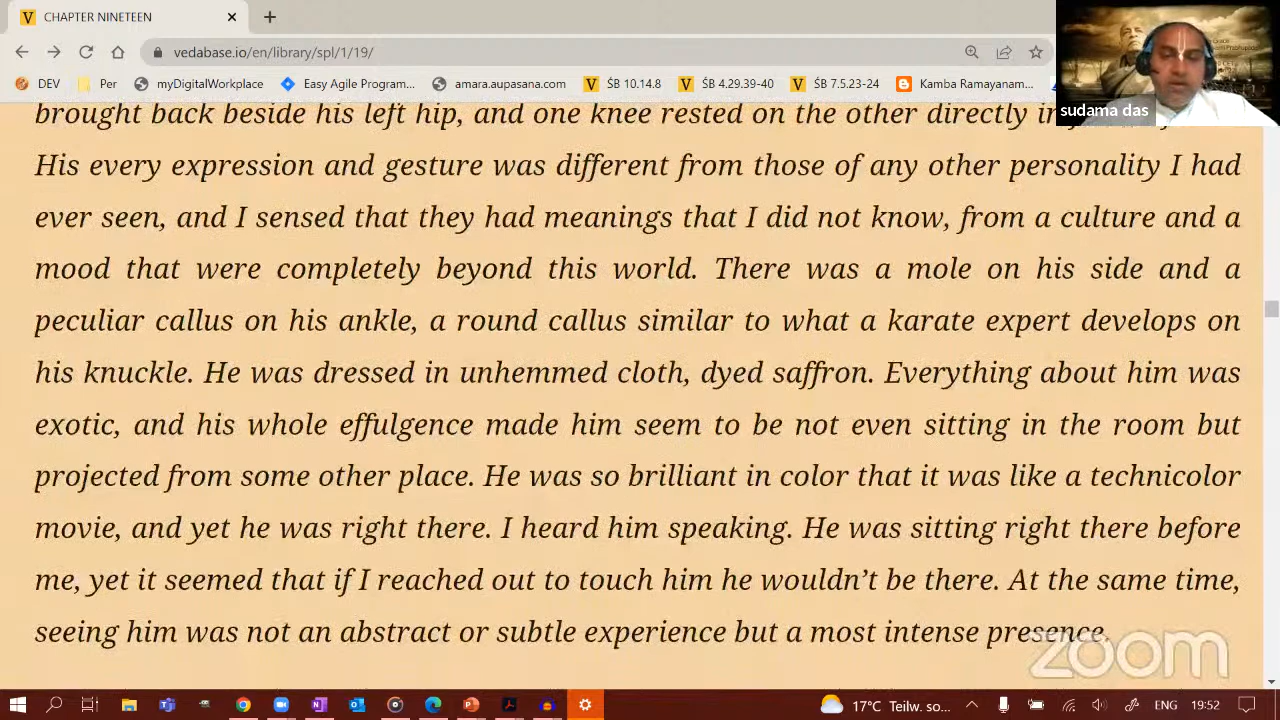 CHAPTER NINETEEN
vedabase.io/en/library/spl/1/19/
DEV
Per
myDigitalWorkplace
Easy Agile Program...
amara.aupasana.com
ŚB 10.14.8
ŚB 4.29.39-40
ŚB 7.5.23-24
Kamba Ramayanam...
sudama das
brought back beside his left hip, and one knee rested on the other directly in
His every expression and gesture was different from those of any other personality I had
ever seen, and I sensed that they had meanings that I did not know, from a culture and a
mood that were completely beyond this world. There was a mole on his side and a
peculiar callus on his ankle, a round callus similar to what a karate expert develops on
his knuckle. He was dressed in unhemmed cloth, dyed saffron. Everything about him was
exotic, and his whole effulgence made him seem to be not even sitting in the room but
projected from some other place. He was so brilliant in color that it was like a technicolor
movie, and yet he was right there. I heard him speaking. He was sitting right there before
me, yet it seemed that if I reached out to touch him he wouldn’t be there. At the same time,
seeing him was not an abstract or subtle experience but a most intense presence.
zoom
17°C Teilw. so...
ENG
19:52